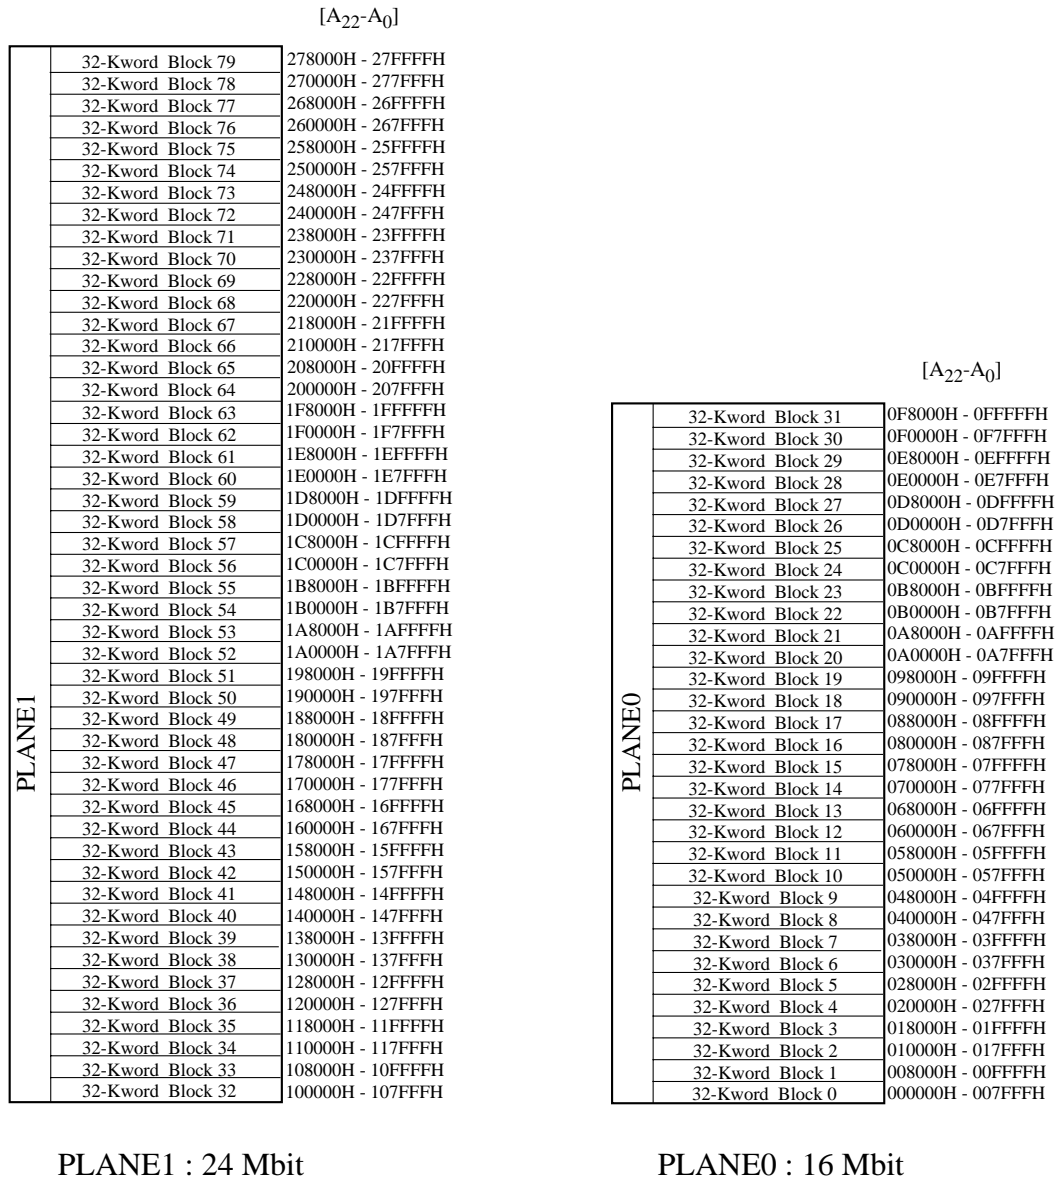 [A22-A0]
PLANE1
32-Kword Block 79 278000H - 27FFFFH
32-Kword Block 78 270000H - 277FFFH
32-Kword Block 77 268000H - 26FFFFH
32-Kword Block 76 260000H - 267FFFH
32-Kword Block 75 258000H - 25FFFFH
32-Kword Block 74 250000H - 257FFFH
32-Kword Block 73 248000H - 24FFFFH
32-Kword Block 72 240000H - 247FFFH
32-Kword Block 71 238000H - 23FFFFH
32-Kword Block 70 230000H - 237FFFH
32-Kword Block 69 228000H - 22FFFFH
32-Kword Block 68 220000H - 227FFFH
32-Kword Block 67 218000H - 21FFFFH
32-Kword Block 66 210000H - 217FFFH
32-Kword Block 65 208000H - 20FFFFH
32-Kword Block 64 200000H - 207FFFH
32-Kword Block 63 1F8000H - 1FFFFFH
32-Kword Block 62 1F0000H - 1F7FFFH
32-Kword Block 61 1E8000H - 1EFFFFH
32-Kword Block 60 1E0000H - 1E7FFFH
32-Kword Block 59 1D8000H - 1DFFFFH
32-Kword Block 58 1D0000H - 1D7FFFH
32-Kword Block 57 1C8000H - 1CFFFFH
32-Kword Block 56 1C0000H - 1C7FFFH
32-Kword Block 55 1B8000H - 1BFFFFH
32-Kword Block 54 1B0000H - 1B7FFFH
32-Kword Block 53 1A8000H - 1AFFFFH
32-Kword Block 52 1A0000H - 1A7FFFH
32-Kword Block 51 198000H - 19FFFFH
32-Kword Block 50 190000H - 197FFFH
32-Kword Block 49 188000H - 18FFFFH
32-Kword Block 48 180000H - 187FFFH
32-Kword Block 47 178000H - 17FFFFH
32-Kword Block 46 170000H - 177FFFH
32-Kword Block 45 168000H - 16FFFFH
32-Kword Block 44 160000H - 167FFFH
32-Kword Block 43 158000H - 15FFFFH
32-Kword Block 42 150000H - 157FFFH
32-Kword Block 41 148000H - 14FFFFH
32-Kword Block 40 140000H - 147FFFH
32-Kword Block 39 138000H - 13FFFFH
32-Kword Block 38 130000H - 137FFFH
32-Kword Block 37 128000H - 12FFFFH
32-Kword Block 36 120000H - 127FFFH
32-Kword Block 35 118000H - 11FFFFH
32-Kword Block 34 110000H - 117FFFH
32-Kword Block 33 108000H - 10FFFFH
32-Kword Block 32 100000H - 107FFFH
PLANE1 : 24 Mbit
[A22-A0]
PLANE0
32-Kword Block 31 0F8000H - 0FFFFFH
32-Kword Block 30 0F0000H - 0F7FFFH
32-Kword Block 29 0E8000H - 0EFFFFH
32-Kword Block 28 0E0000H - 0E7FFFH
32-Kword Block 27 0D8000H - 0DFFFFH
32-Kword Block 26 0D0000H - 0D7FFFH
32-Kword Block 25 0C8000H - 0CFFFFH
32-Kword Block 24 0C0000H - 0C7FFFH
32-Kword Block 23 0B8000H - 0BFFFFH
32-Kword Block 22 0B0000H - 0B7FFFH
32-Kword Block 21 0A8000H - 0AFFFFH
32-Kword Block 20 0A0000H - 0A7FFFH
32-Kword Block 19 098000H - 09FFFFH
32-Kword Block 18 090000H - 097FFFH
32-Kword Block 17 088000H - 08FFFFH
32-Kword Block 16 080000H - 087FFFH
32-Kword Block 15 078000H - 07FFFFH
32-Kword Block 14 070000H - 077FFFH
32-Kword Block 13 068000H - 06FFFFH
32-Kword Block 12 060000H - 067FFFH
32-Kword Block 11 058000H - 05FFFFH
32-Kword Block 10 050000H - 057FFFH
32-Kword Block 9 048000H - 04FFFFH
32-Kword Block 8 040000H - 047FFFH
32-Kword Block 7 038000H - 03FFFFH
32-Kword Block 6 030000H - 037FFFH
32-Kword Block 5 028000H - 02FFFFH
32-Kword Block 4 020000H - 027FFFH
32-Kword Block 3 018000H - 01FFFFH
32-Kword Block 2 010000H - 017FFFH
32-Kword Block 1 008000H - 00FFFFH
32-Kword Block 0 000000H - 007FFFH
PLANE0 : 16 Mbit